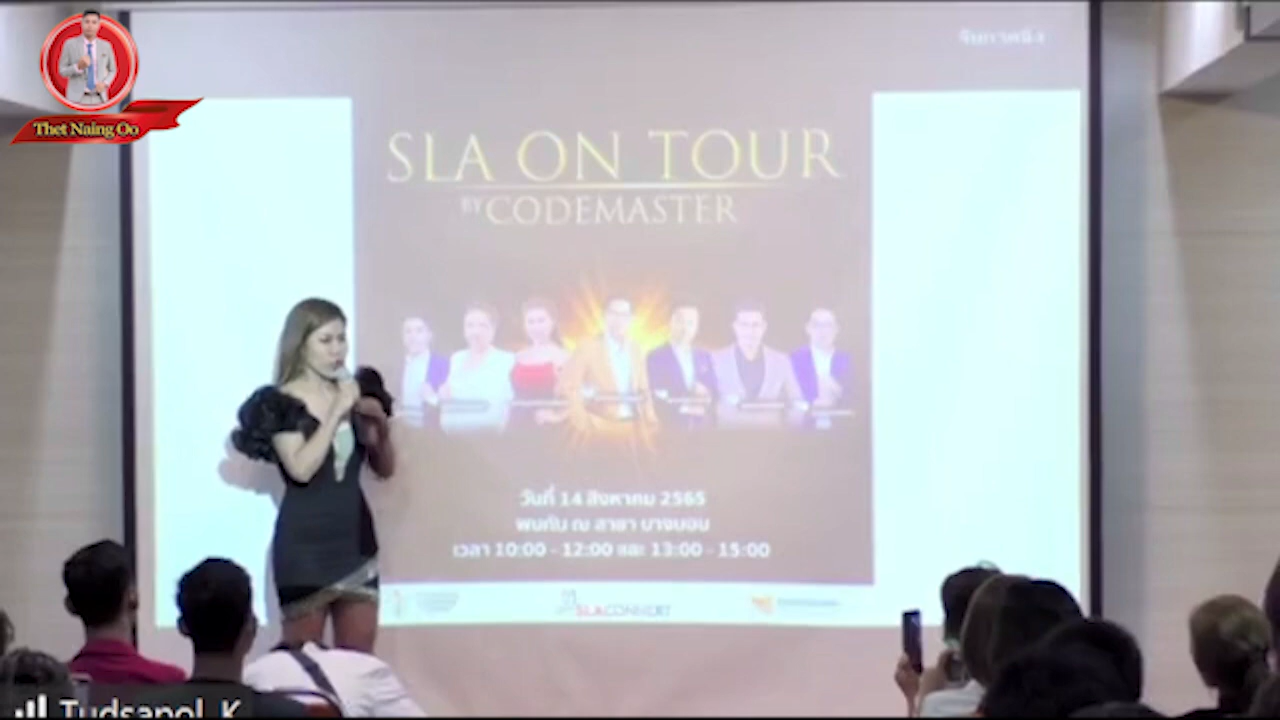 Thet Naing Oo
SLA ON TOUR
BY CODEMASTER
วันที่ 14 สิงหาคม 2565
พบกัน ณ สาขา บางบอน
เวลา 10:00 - 12:00 และ 13:00 - 15:00
SLACONNECT
Tudsapol K